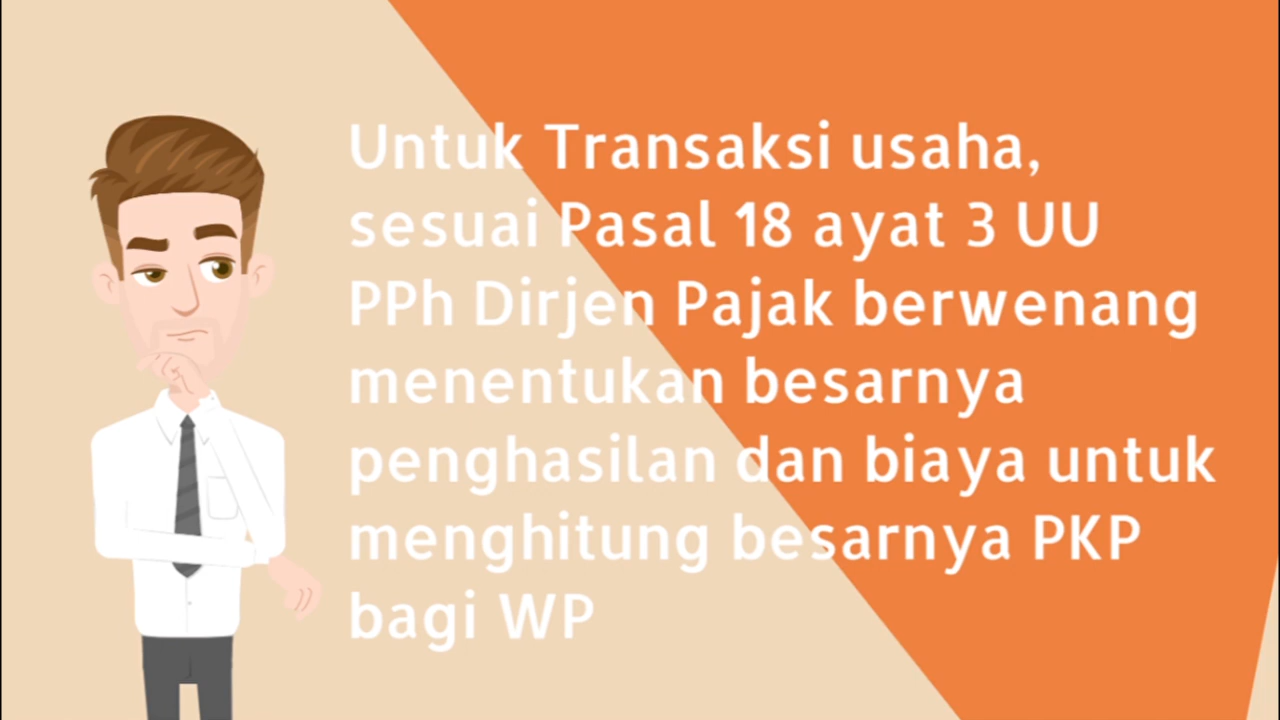 Untuk Transaksi usaha,
sesuai Pasal 18 ayat 3 UU
PPh Dirjen Pajak berwenang
menentukan besarnya
penghasilan dan biaya untuk
menghitung besarnya PKP
bagi WP